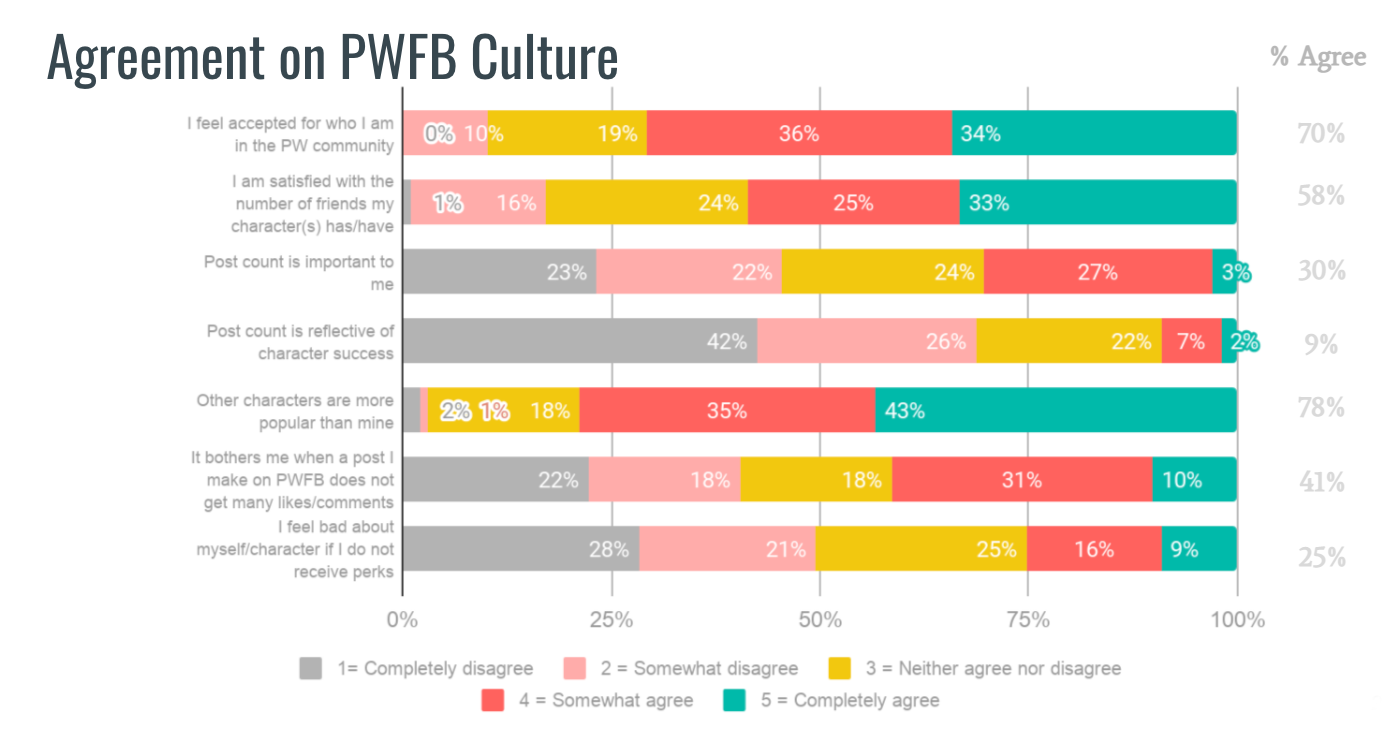 Agreement on PWFB Culture
% Agree
I feel accepted for who I am
in the PW community
0% 10% 19% 36% 34%
70%
I am satisfied with the
number of friends my
character(s) has/have
1% 16% 24% 25% 33%
58%
Post count is important to
me
23% 22% 24% 27% 3%
30%
Post count is reflective of
character success
42% 26% 22% 7% 2%
9%
Other characters are more
popular than mine
2% 1% 18% 35% 43%
78%
It bothers me when a post I
make on PWFB does not
get many likes/comments
22% 18% 18% 31% 10%
41%
I feel bad about
myself/character if I do not
receive perks
28% 21% 25% 16% 9%
25%
0% 25% 50% 75% 100%
1= Completely disagree 2 = Somewhat disagree 3 = Neither agree nor disagree
4 = Somewhat agree 5 = Completely agree